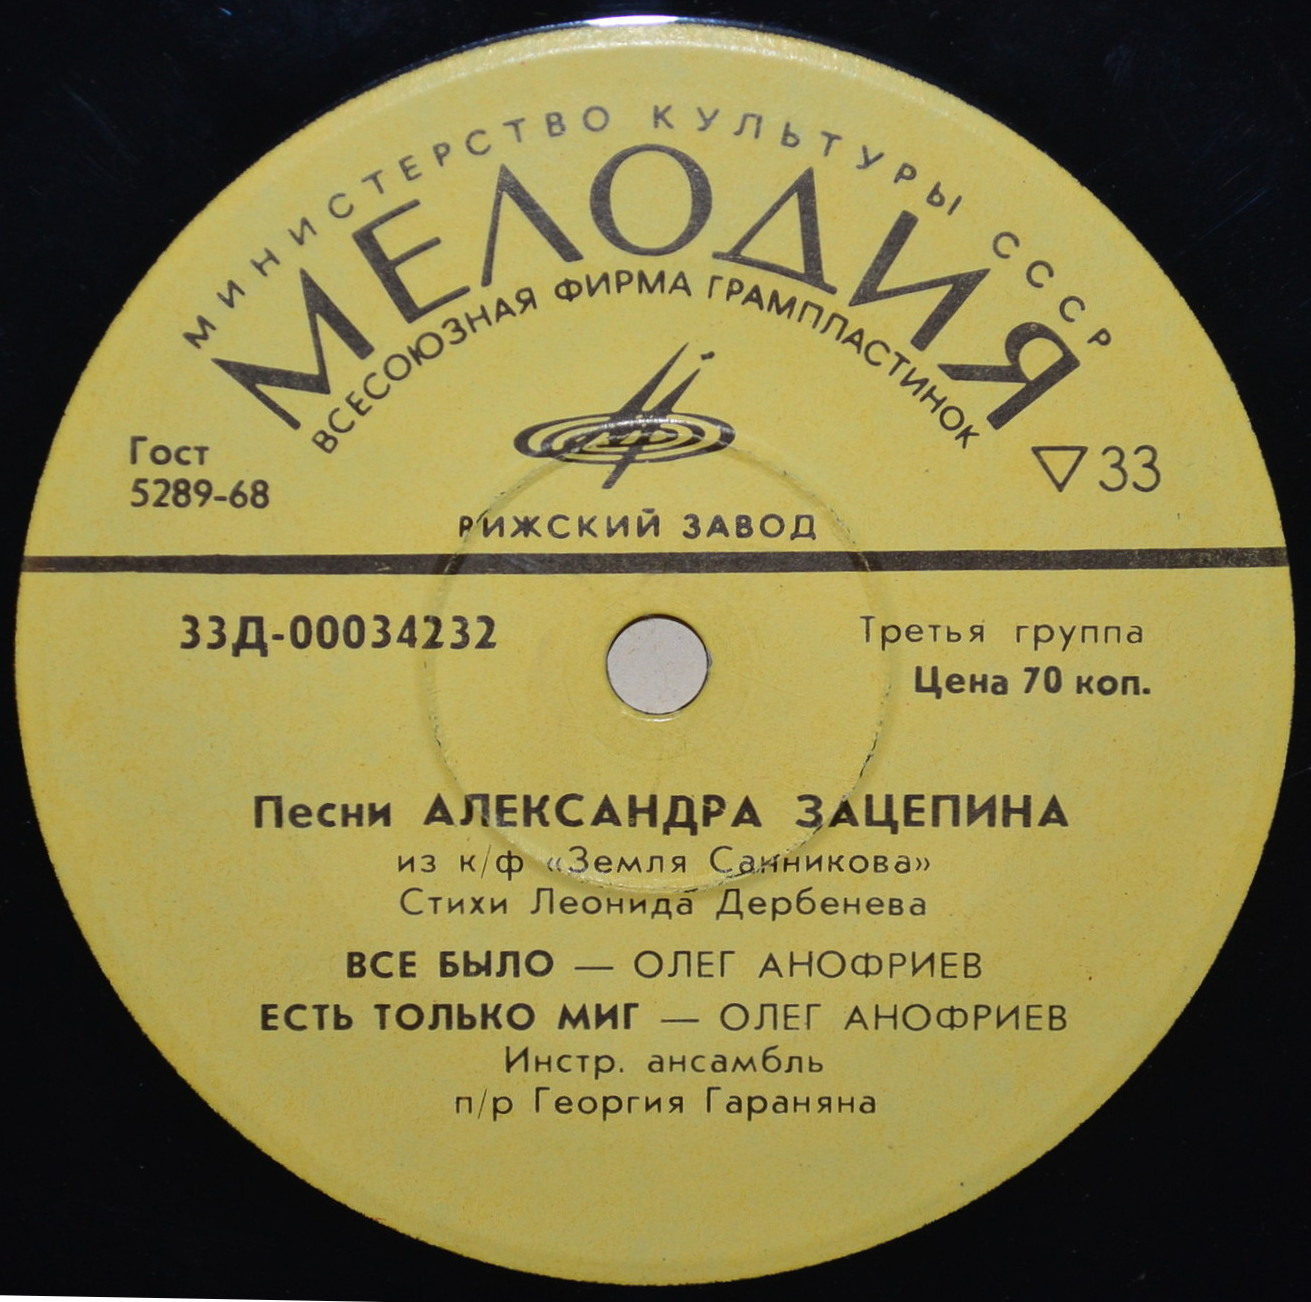 МИНИСТЕРСТВО КУЛЬТУРЫ СССР
МЕЛОДИЯ
ВСЕСОЮЗНАЯ ФИРМА ГРАМПЛАСТИНОК
Гост
5289-68
33
РИЖСКИЙ ЗАВОД
33Д-00034232
Третья группа
Цена 70 коп.
Песни АЛЕКСАНДРА ЗАЦЕПИНА
из к/ф «Земля Санникова»
Стихи Леонида Дербенева
ВСЕ БЫЛО — ОЛЕГ АНОФРИЕВ
ЕСТЬ ТОЛЬКО МИГ — ОЛЕГ АНОФРИЕВ
Инстр. ансамбль
п/р Георгия Гараняна